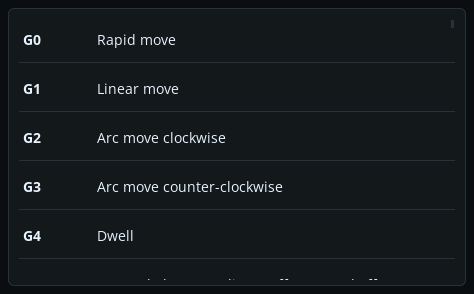 G0 Rapid move
G1 Linear move
G2 Arc move clockwise
G3 Arc move counter-clockwise
G4 Dwell